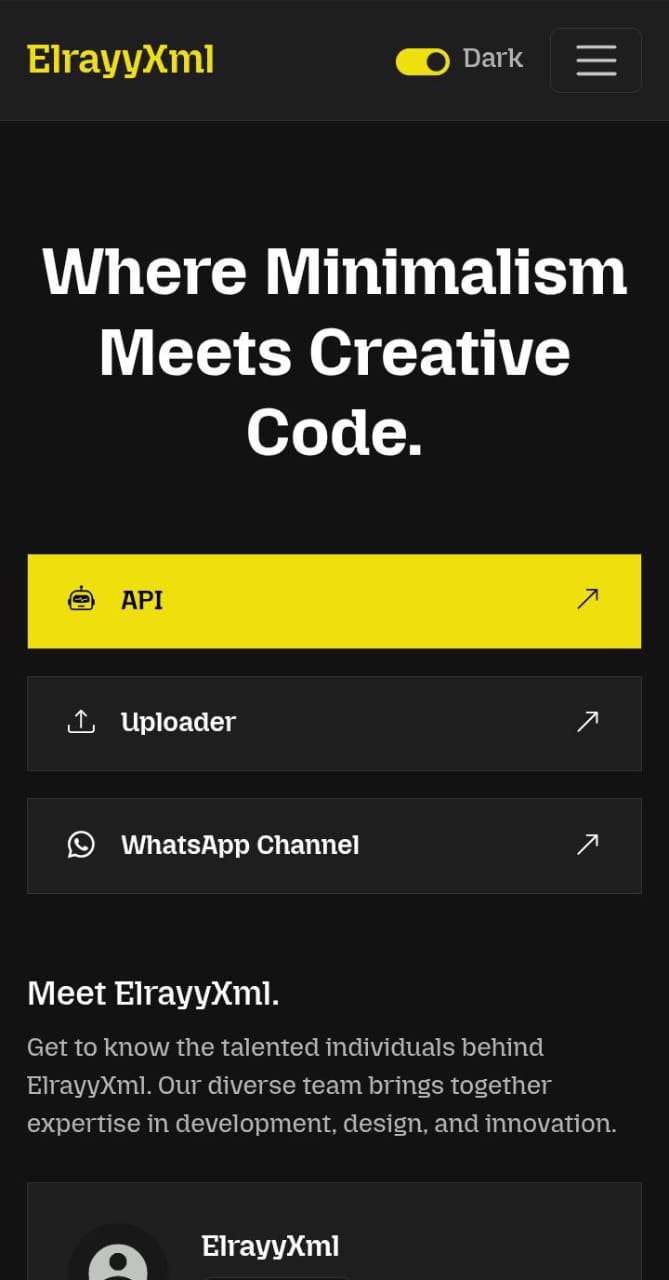 ElrayyXml
Dark
Where Minimalism
Meets Creative
Code.
API
Uploader
WhatsApp Channel
Meet ElrayyXml.
Get to know the talented individuals behind
ElrayyXml. Our diverse team brings together
expertise in development, design, and innovation.
ElrayyXml